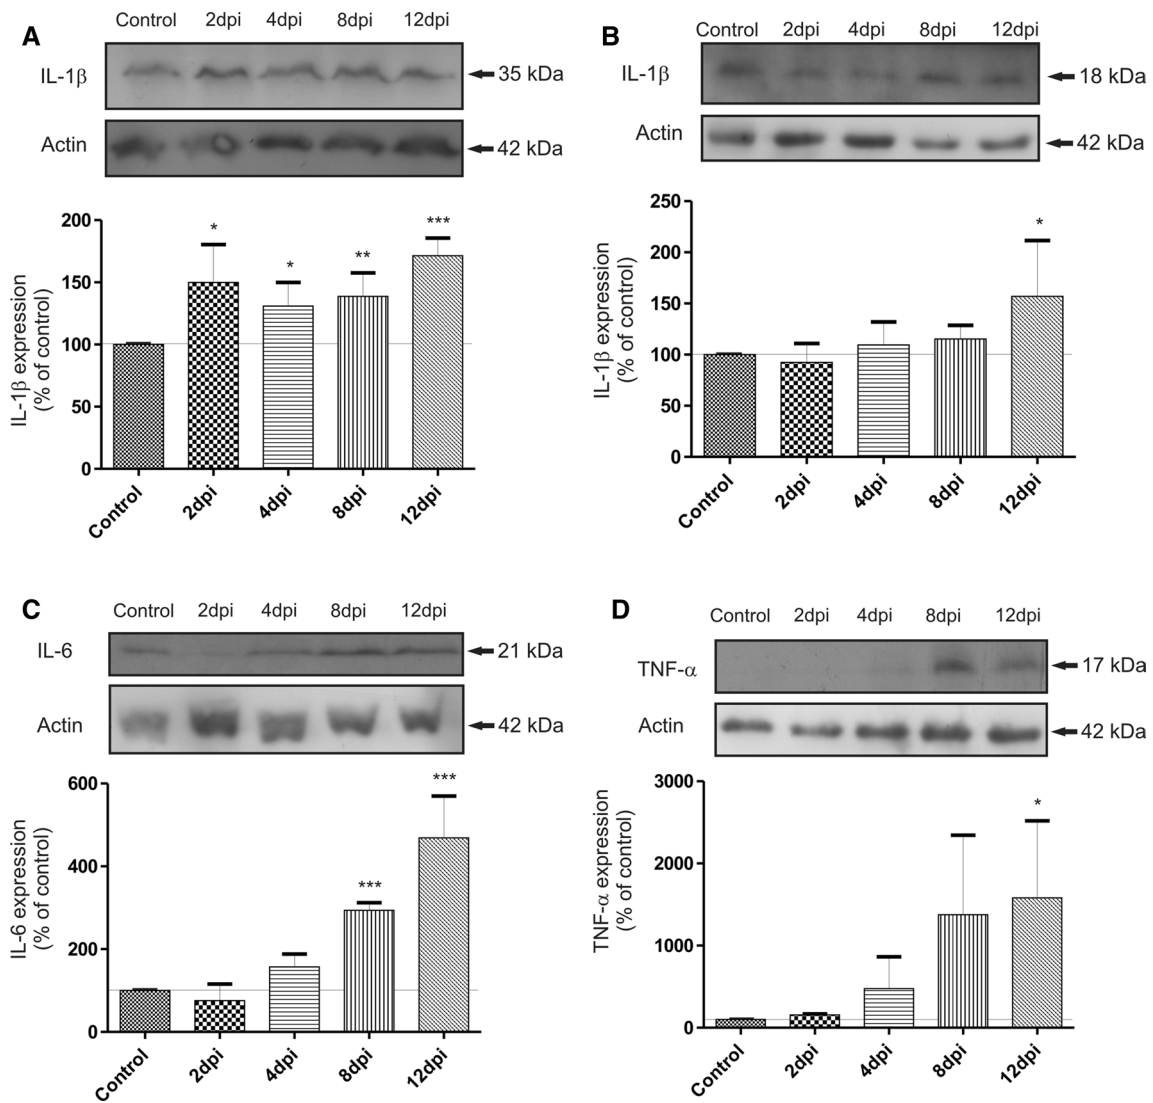 A
Control 2dpi 4dpi 8dpi 12dpi
IL-1β
35 kDa
Actin
42 kDa
IL-1β expression
(% of control)
200
150
100
50
0
*
*
**
***
Control 2dpi 4dpi 8dpi 12dpi
B
Control 2dpi 4dpi 8dpi 12dpi
IL-1β
18 kDa
Actin
42 kDa
IL-1β expression
(% of control)
250
200
150
100
50
0
*
Control 2dpi 4dpi 8dpi 12dpi
C
Control 2dpi 4dpi 8dpi 12dpi
IL-6
21 kDa
Actin
42 kDa
IL-6 expression
(% of control)
600
400
200
0
***
***
Control 2dpi 4dpi 8dpi 12dpi
D
Control 2dpi 4dpi 8dpi 12dpi
TNF-α
17 kDa
Actin
42 kDa
TNF-α expression
(% of control)
3000
2000
1000
0
*
Control 2dpi 4dpi 8dpi 12dpi